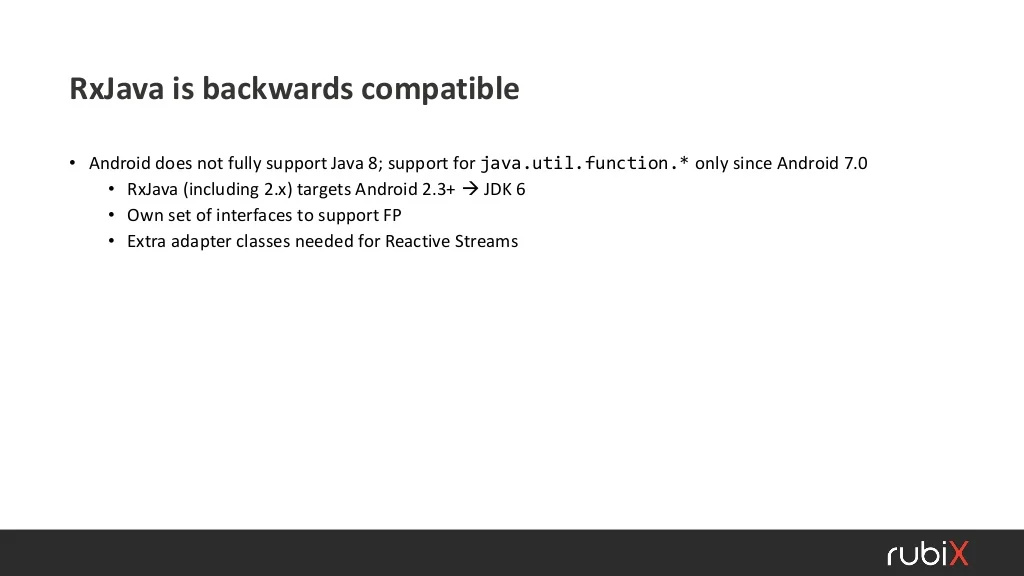 RxJava is backwards compatible
• Android does not fully support Java 8; support for java.util.function.* only since Android 7.0
• RxJava (including 2.x) targets Android 2.3+ → JDK 6
• Own set of interfaces to support FP
• Extra adapter classes needed for Reactive Streams
rubiX